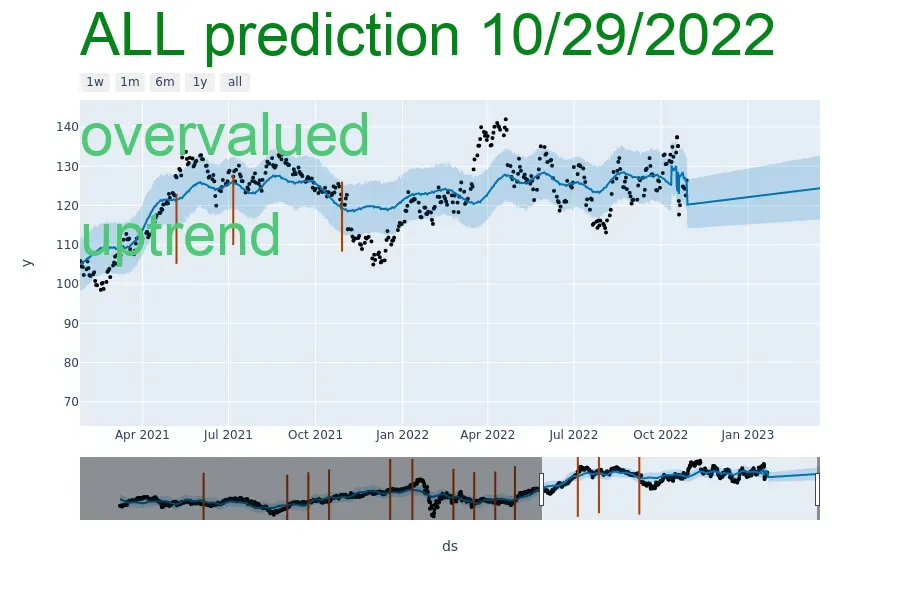 ALL prediction 10/29/2022
1w 1m 6m 1y all
overvalued
uptrend
140
130
120
110
100
90
80
70
y
Apr 2021 Jul 2021 Oct 2021 Jan 2022 Apr 2022 Jul 2022 Oct 2022 Jan 2023
ds